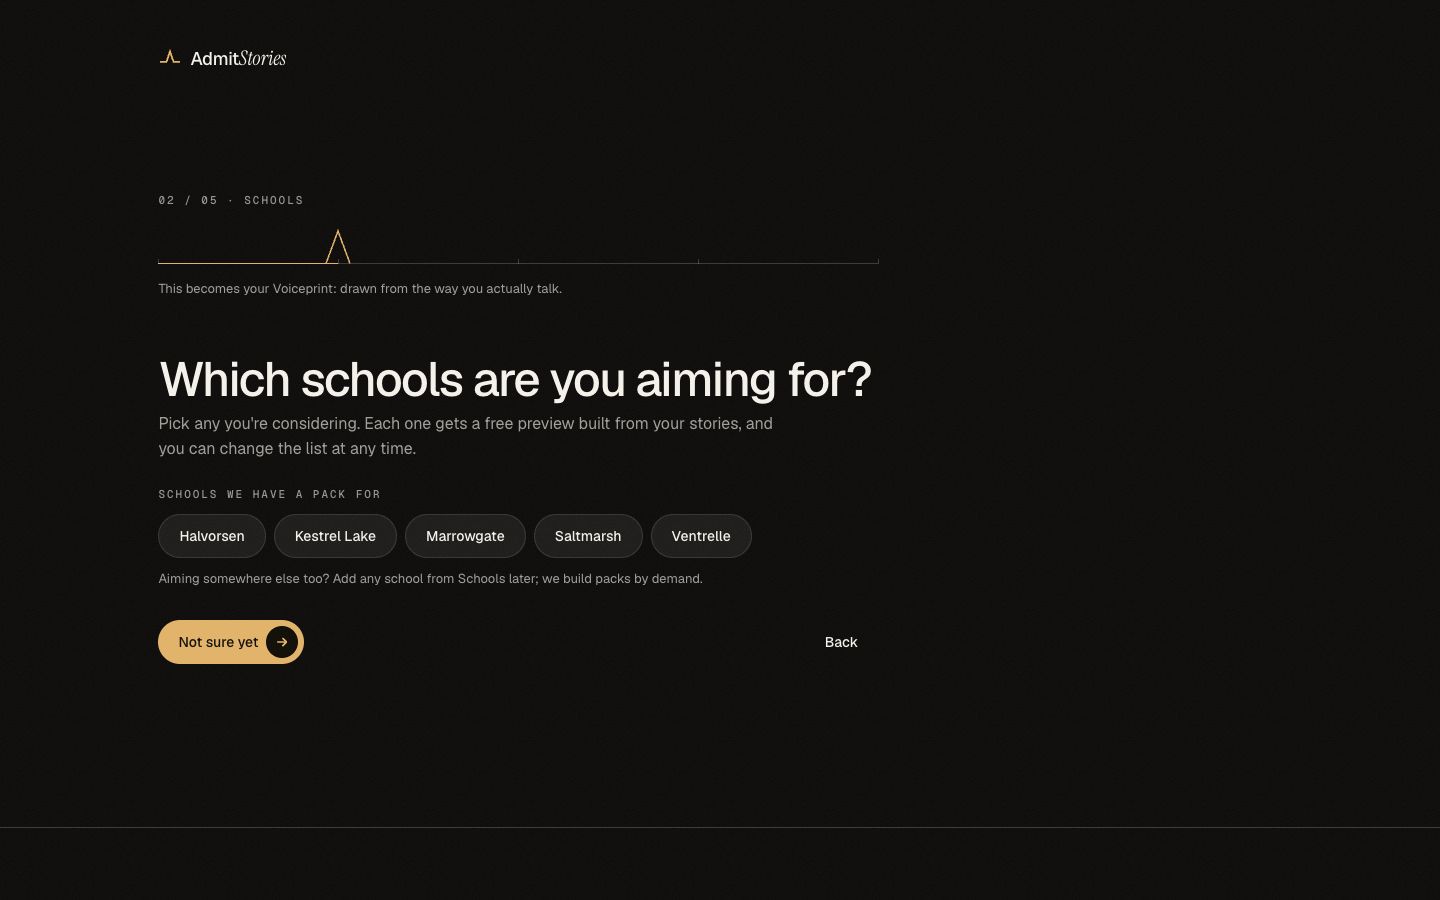 AdmitStories
02 / 05 · SCHOOLS
This becomes your Voiceprint: drawn from the way you actually talk.
Which schools are you aiming for?
Pick any you're considering. Each one gets a free preview built from your stories, and
you can change the list at any time.
SCHOOLS WE HAVE A PACK FOR
Halvorsen Kestrel Lake Marrowgate Saltmarsh Ventrelle
Aiming somewhere else too? Add any school from Schools later; we build packs by demand.
Not sure yet Back